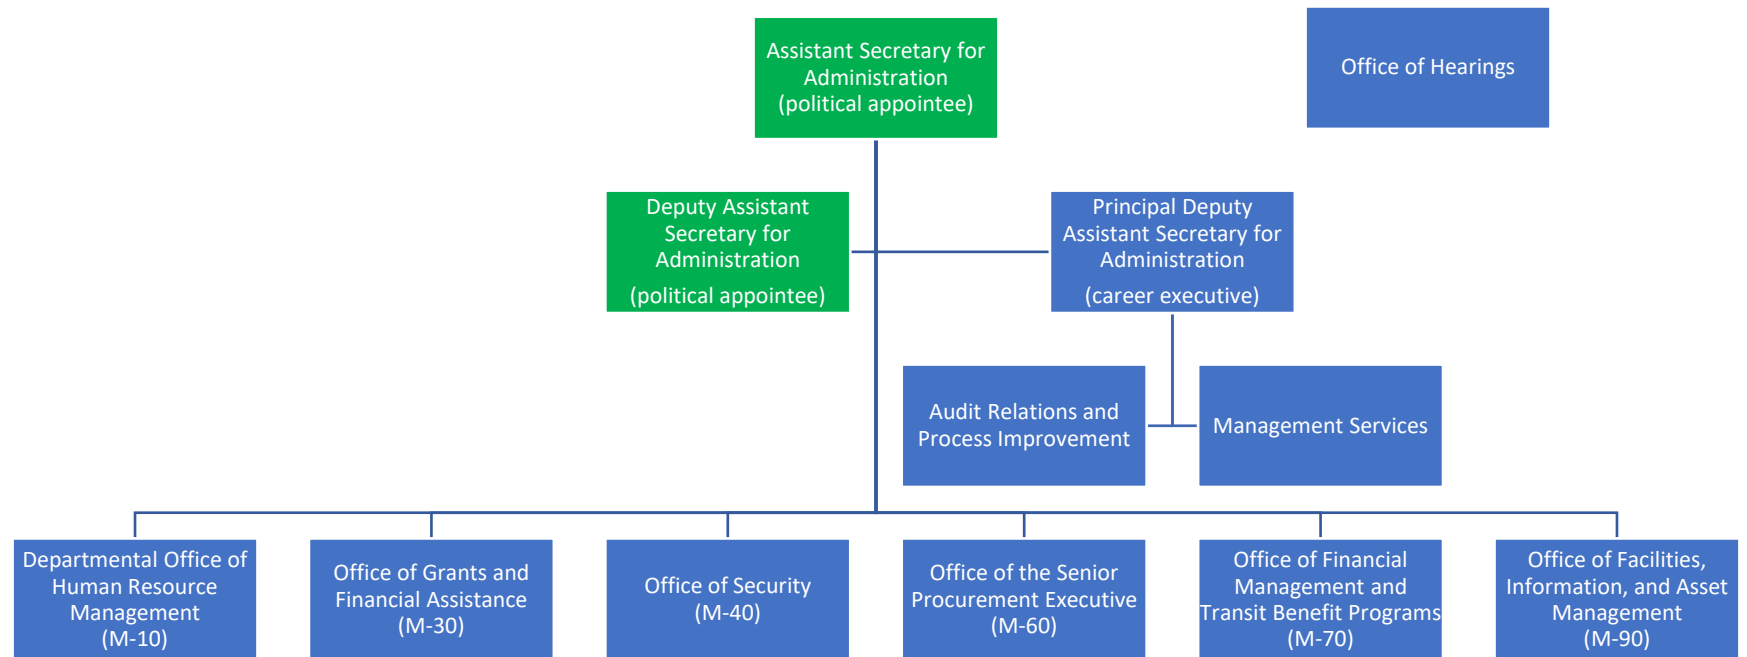 Assistant Secretary for
Administration
(political appointee)
Office of Hearings
Deputy Assistant
Secretary for
Administration
(political appointee)
Principal Deputy
Assistant Secretary for
Administration
(career executive)
Audit Relations and
Process Improvement
Management Services
Departmental Office of
Human Resource
Management
(M-10)
Office of Grants and
Financial Assistance
(M-30)
Office of Security
(M-40)
Office of the Senior
Procurement Executive
(M-60)
Office of Financial
Management and
Transit Benefit Programs
(M-70)
Office of Facilities,
Information, and Asset
Management
(M-90)